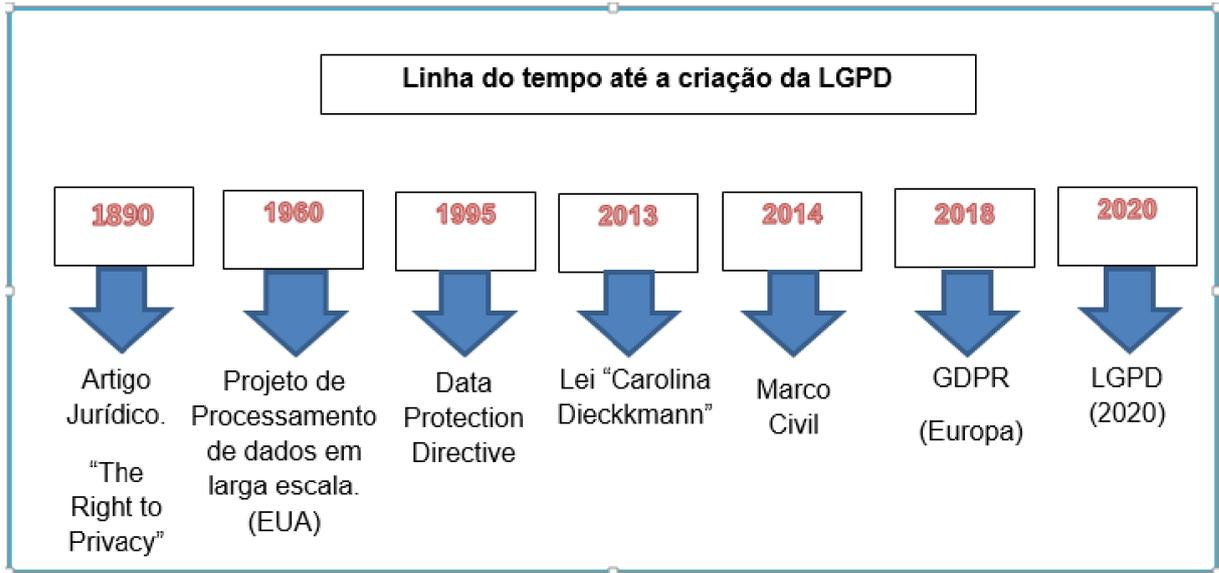 Linha do tempo até a criação da LGPD
1890
1960
1995
2013
2014
2018
2020
Artigo
Jurídico.
“The
Right to
Privacy”
Projeto de
Processamento
de dados em
larga escala.
(EUA)
Data
Protection
Directive
Lei “Carolina
Dieckkmann”
Marco
Civil
GDPR
(Europa)
LGPD
(2020)